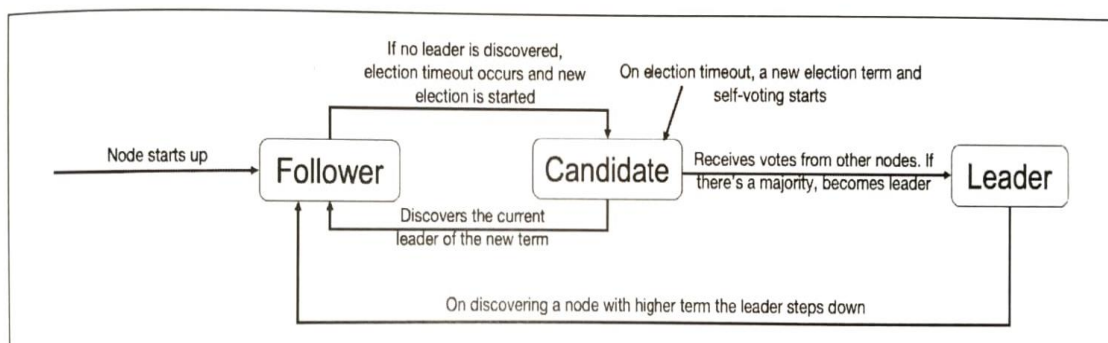 If no leader is discovered,
election timeout occurs and new
election is started
On election timeout, a new election term and
self-voting starts
Node starts up
Follower
Candidate
Receives votes from other nodes. If
there's a majority, becomes leader
Leader
Discovers the current
leader of the new term
On discovering a node with higher term the leader steps down